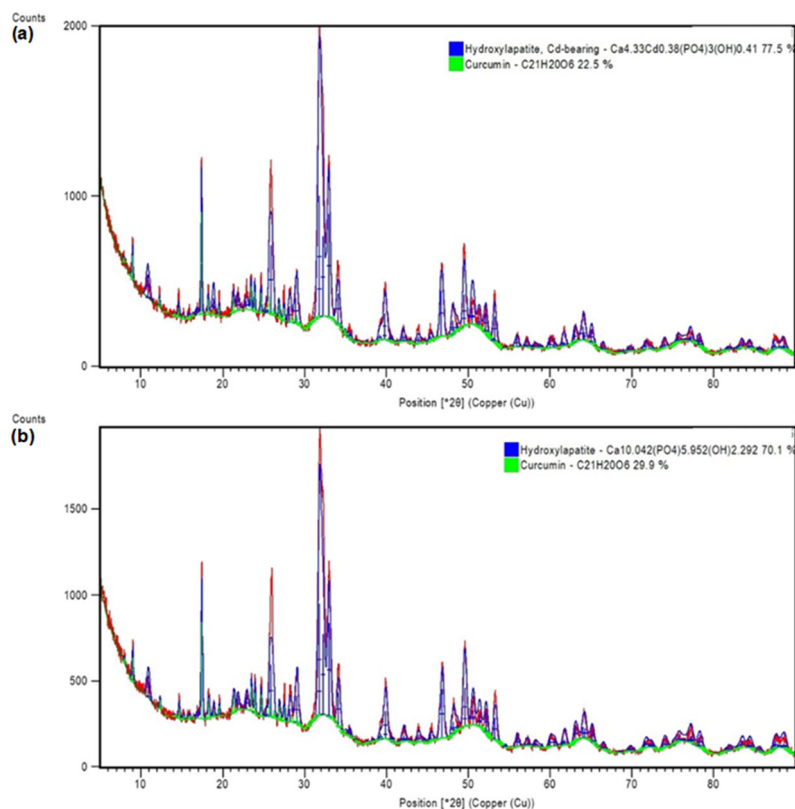 (a)
Counts
2000
Hydroxylapatite, Cd-bearing - Ca4.33Cd0.38(PO4)3(OH)0.41 77.5 %
Curcumin - C21H20O6 22.5 %
1000
0
10 20 30 40 50 60 70 80
Position [°2θ] (Copper (Cu))
(b)
Counts
Hydroxylapatite - Ca10.042(PO4)5.952(OH)2.292 70.1 %
Curcumin - C21H20O6 29.9 %
1500
1000
500
0
10 20 30 40 50 60 70 80
Position [°2θ] (Copper (Cu))